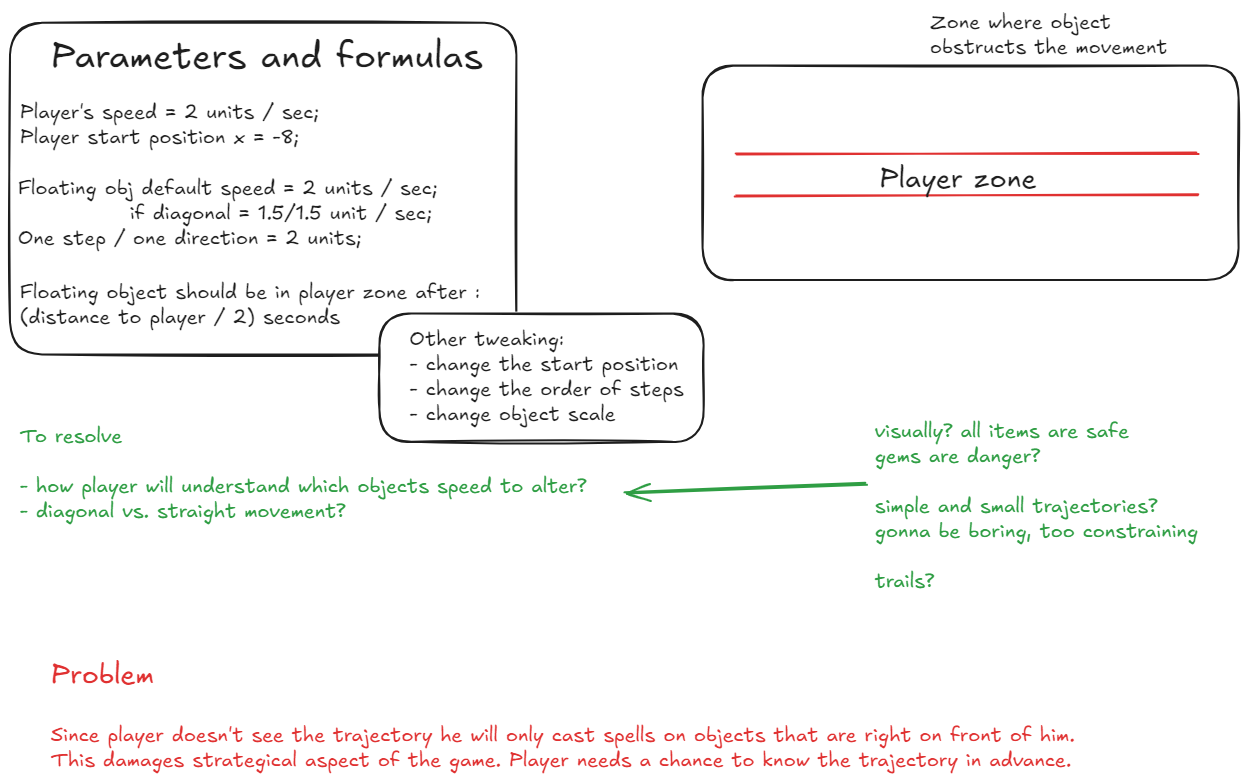 Parameters and formulas
Player's speed = 2 units / sec;
Player start position x = -8;
Floating obj default speed = 2 units / sec;
if diagonal = 1.5/1.5 unit / sec;
One step / one direction = 2 units;
Floating object should be in player zone after :
(distance to player / 2) seconds
Other tweaking:
- change the start position
- change the order of steps
- change object scale
Zone where object
obstructs the movement
Player zone
To resolve
- how player will understand which objects speed to alter?
- diagonal vs. straight movement?
visually? all items are safe
gems are danger?
simple and small trajectories?
gonna be boring, too constraining
trails?
Problem
Since player doesn't see the trajectory he will only cast spells on objects that are right on front of him.
This damages strategical aspect of the game. Player needs a chance to know the trajectory in advance.